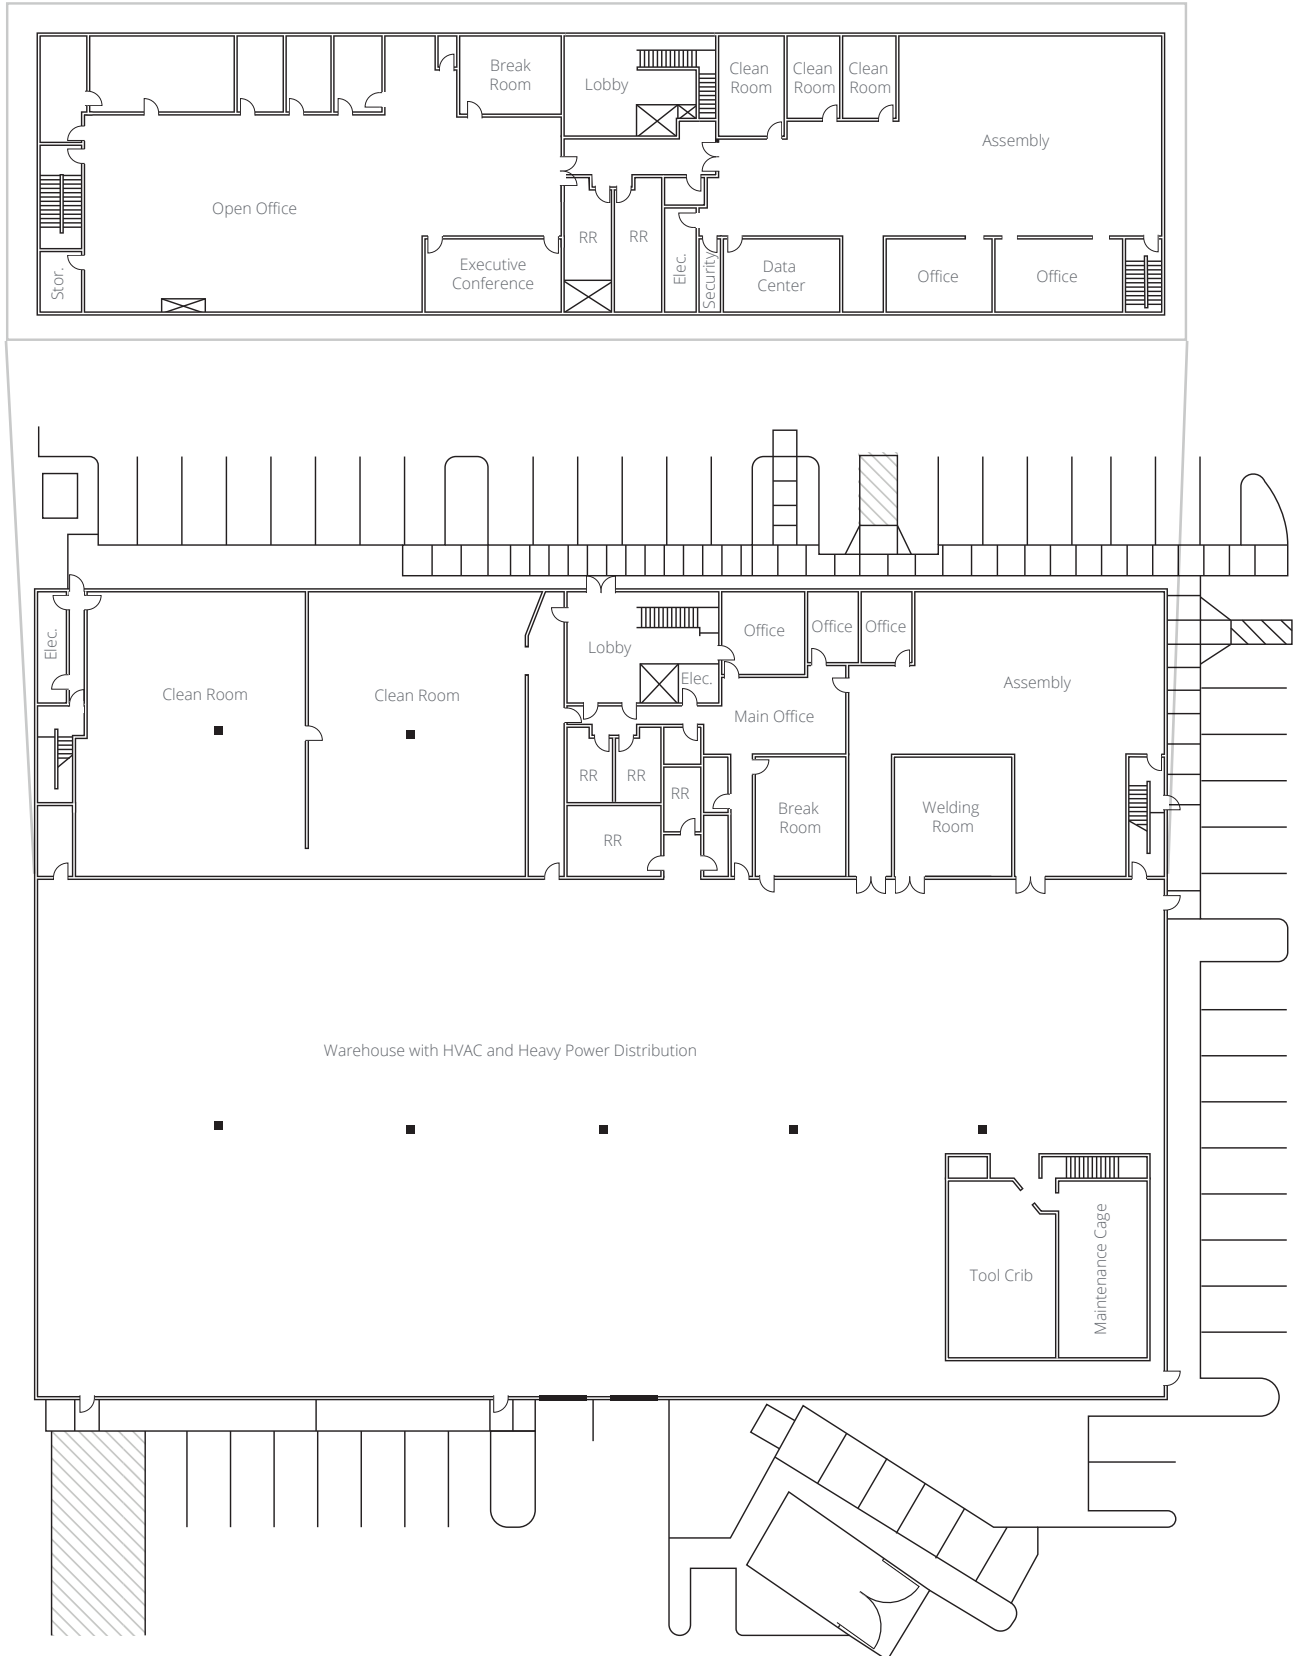 Break
Room
Lobby
Clean
Room
Clean
Room
Clean
Room
Assembly
Open Office
RR
RR
Stor.
Executive
Conference
Elec.
Security
Data
Center
Office
Office
Elec.
Clean Room
Clean Room
Lobby
Elec.
Office
Office
Office
Assembly
Main Office
RR
RR
RR
RR
Break
Room
Welding
Room
Warehouse with HVAC and Heavy Power Distribution
Tool Crib
Maintenance Cage